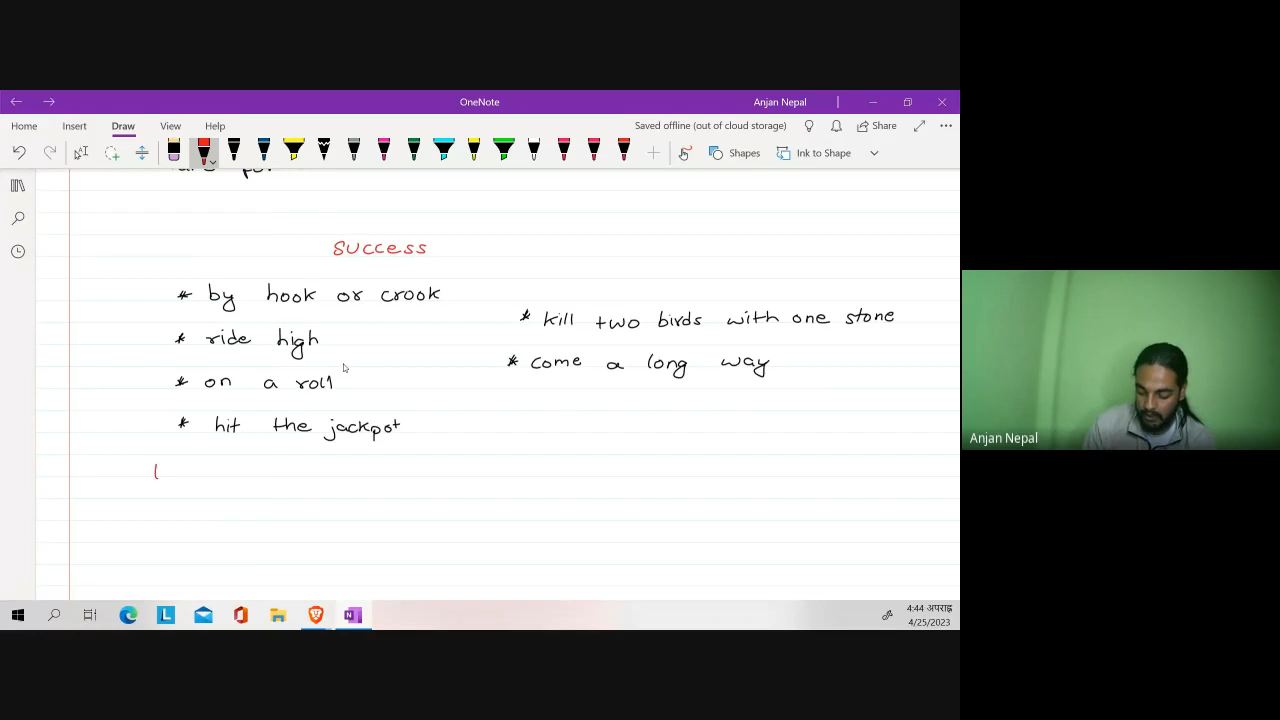 OneNote
Anjan Nepal
Home Insert Draw View Help
Saved offline (out of cloud storage)
Share
Shapes
Ink to Shape
success
* by hook or crook
* ride high
* on a roll
* hit the jackpot
* kill two birds with one stone
* come a long way
Anjan Nepal
4:44 अपराह्न
4/25/2023